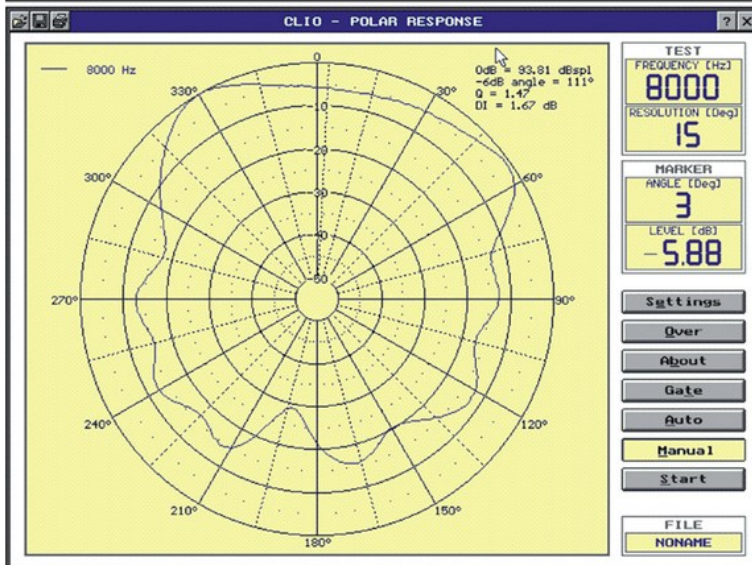 CLIO - POLAR RESPONSE
?
8000 Hz
0dB = 93.81 dBspl
-6dB angle = 111°
Q = 1.47
DI = 1.67 dB
0
330°
30°
-10
-20
300°
60°
-30
-40
-50
270°
90°
240°
120°
210°
150°
180°
TEST
FREQUENCY [Hz]
8000
RESOLUTION [Deg]
15
MARKER
ANGLE [Deg]
3
LEVEL [dB]
-5.88
Settings
Over
About
Gate
Auto
Manual
Start
FILE
NONAME